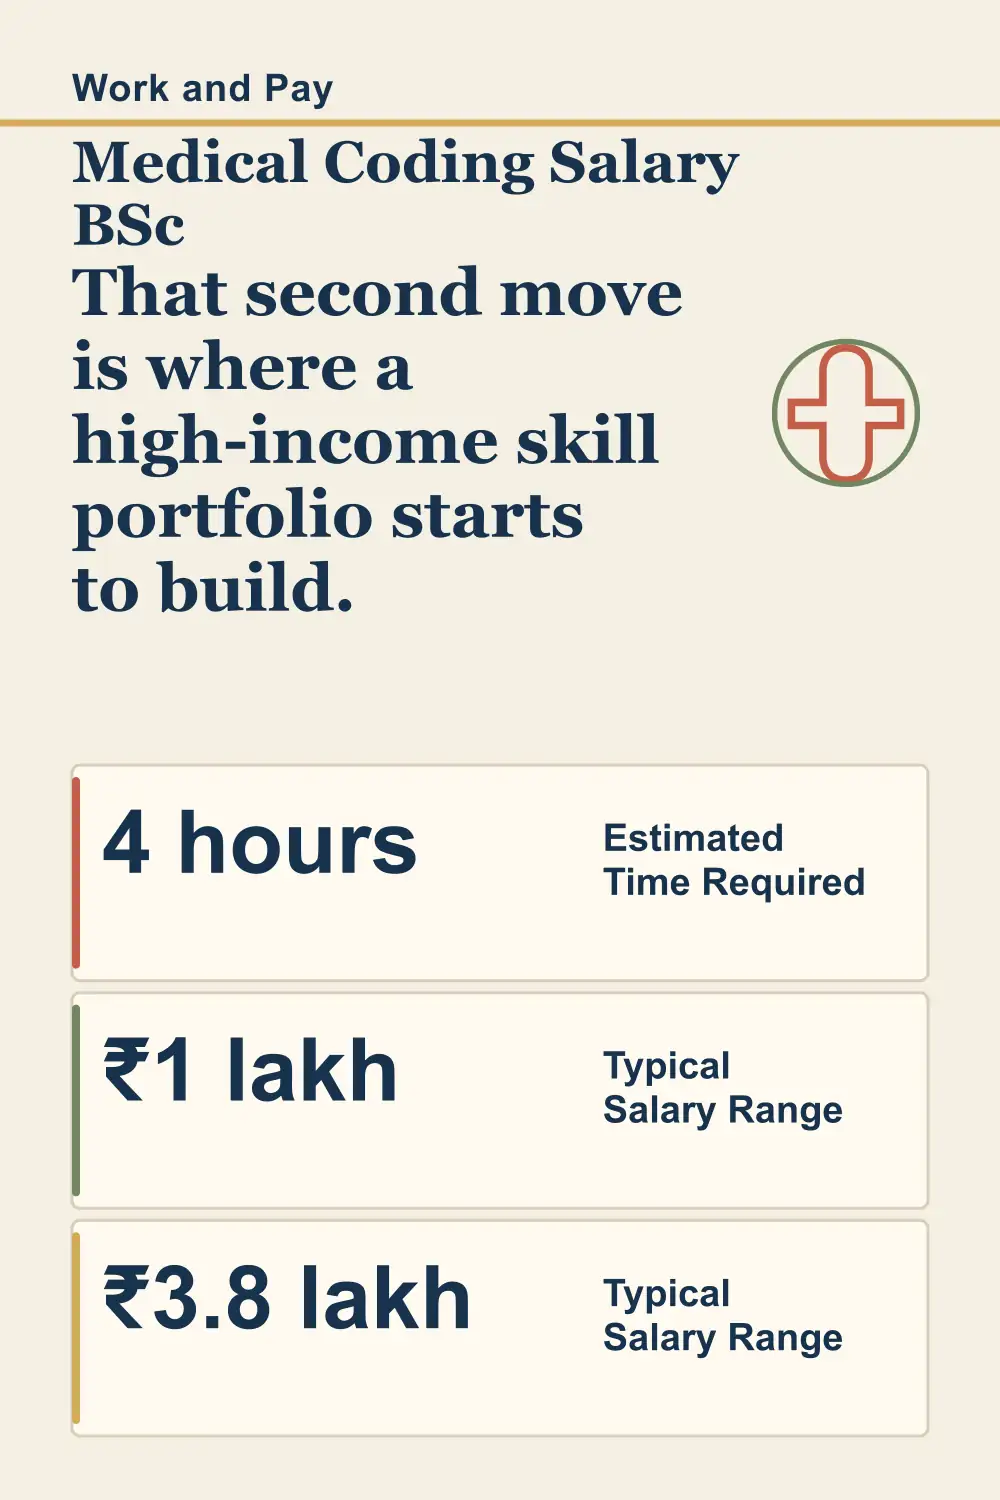 Work and Pay
Medical Coding Salary
BSc
That second move
is where a
high-income skill
portfolio starts
to build.
4 hours
Estimated
Time Required
₹1 lakh
Typical
Salary Range
₹3.8 lakh
Typical
Salary Range